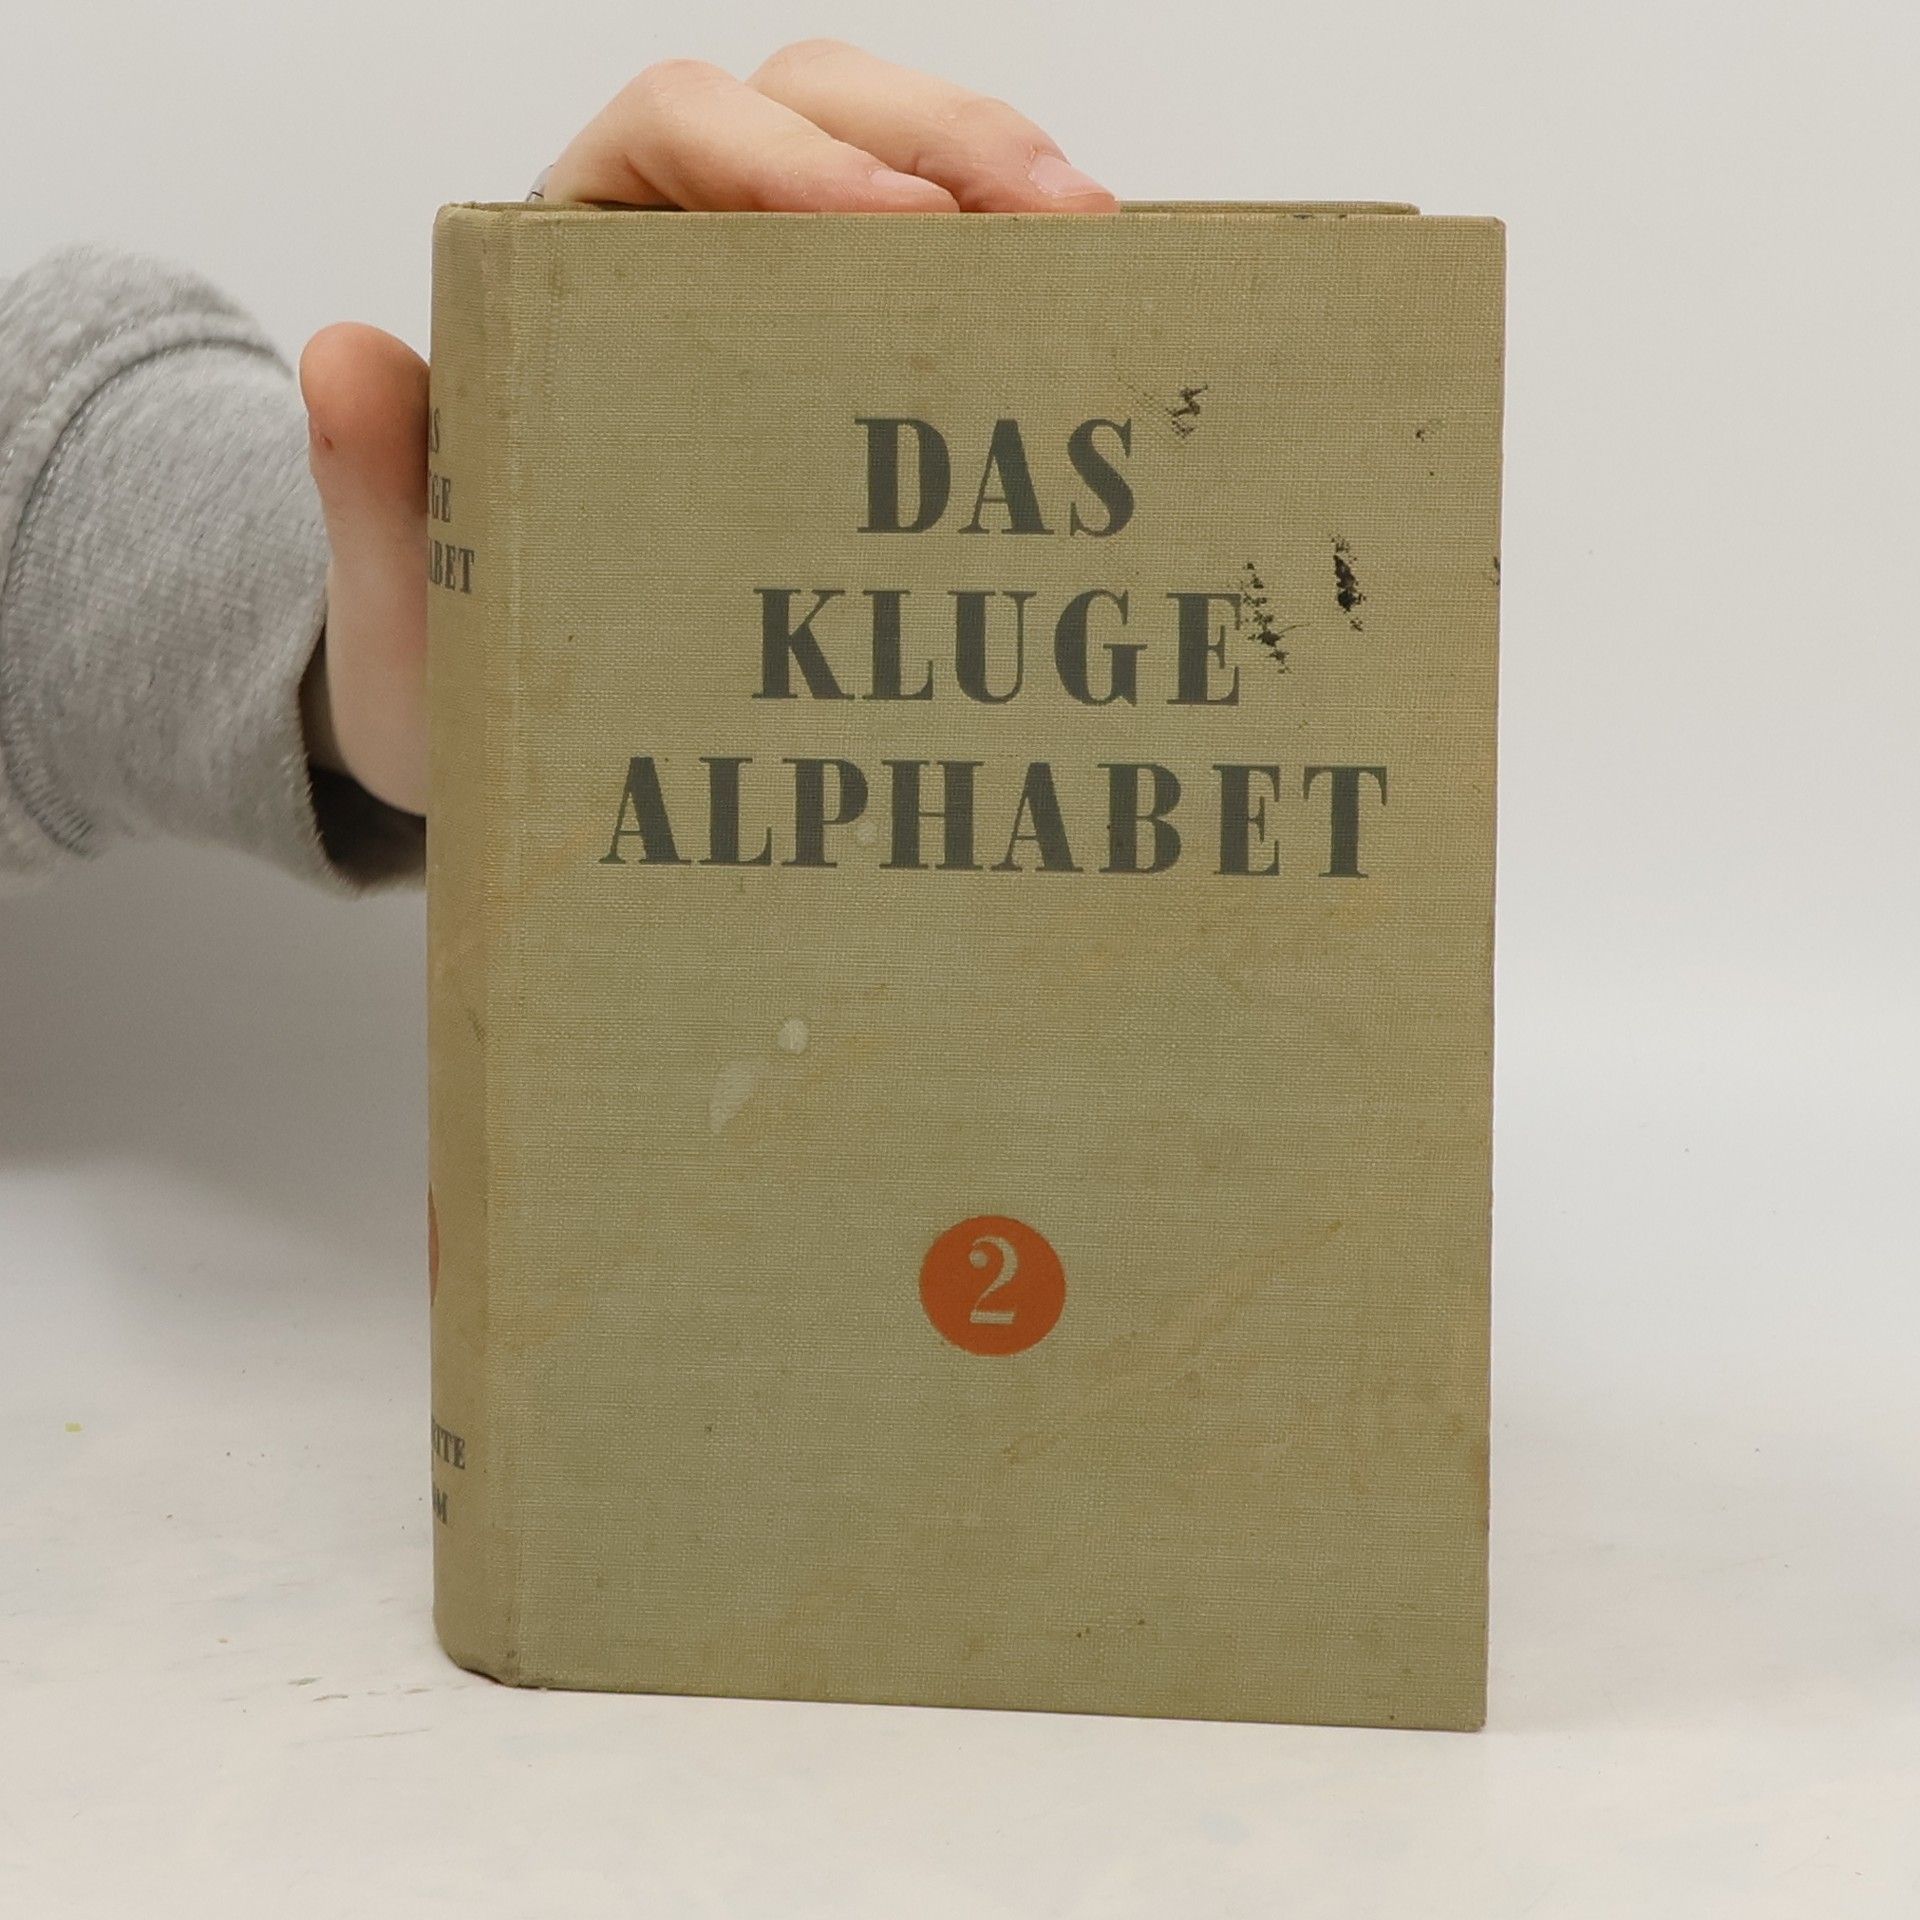 DAS
KLUGE
ALPHABET
2